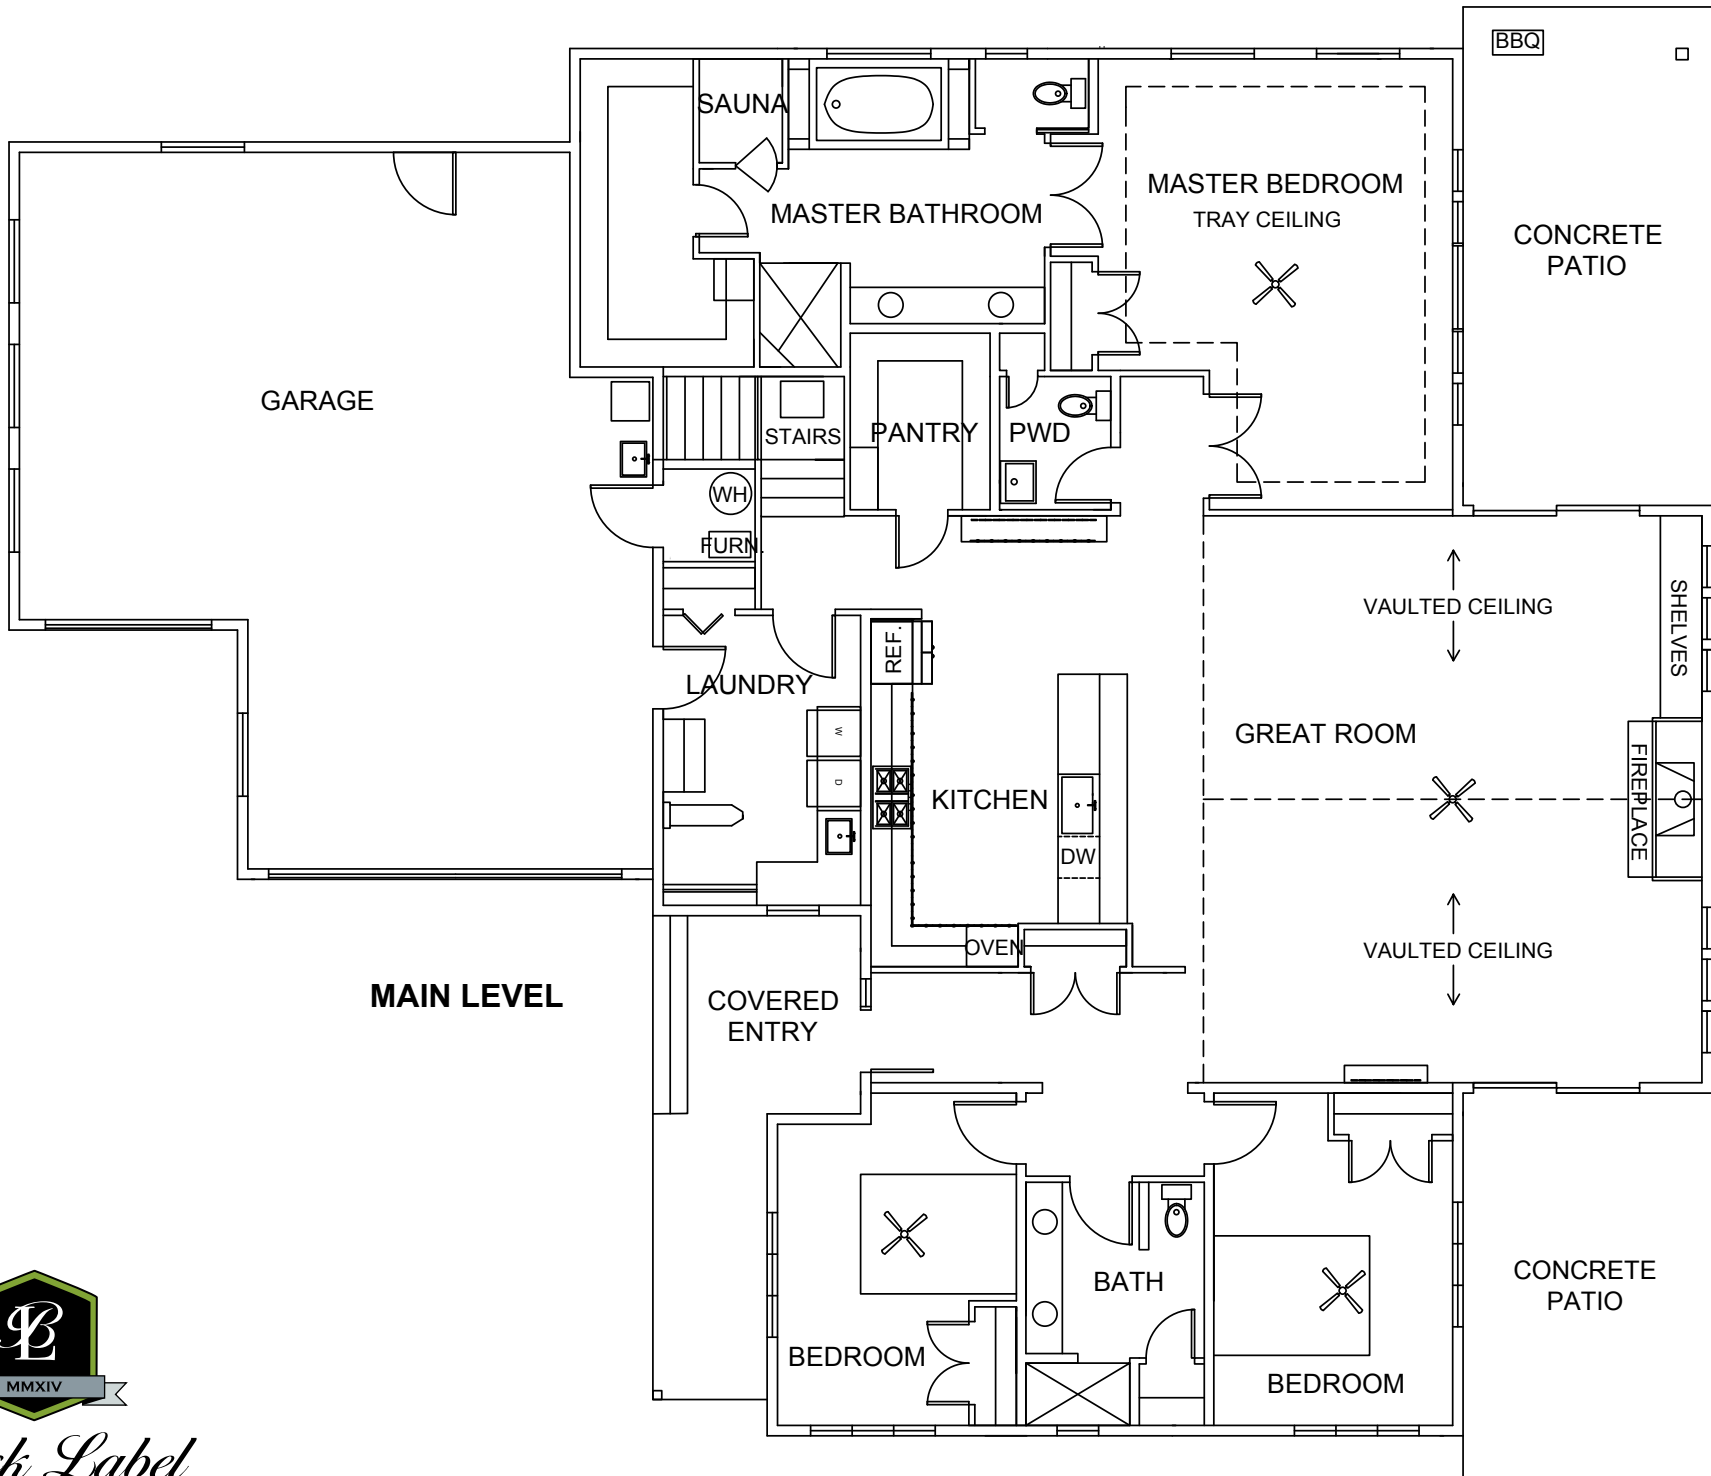 BBQ
SAUNA
MASTER BATHROOM
MASTER BEDROOM
TRAY CEILING
CONCRETE
PATIO
GARAGE
STAIRS
PANTRY
PWD
WH
FURN.
VAULTED CEILING
SHELVES
REF.
LAUNDRY
W
D
GREAT ROOM
FIREPLACE
KITCHEN
DW
OVEN
VAULTED CEILING
MAIN LEVEL
COVERED
ENTRY
BATH
BEDROOM
BEDROOM
CONCRETE
PATIO
BL
MMXIV
Label